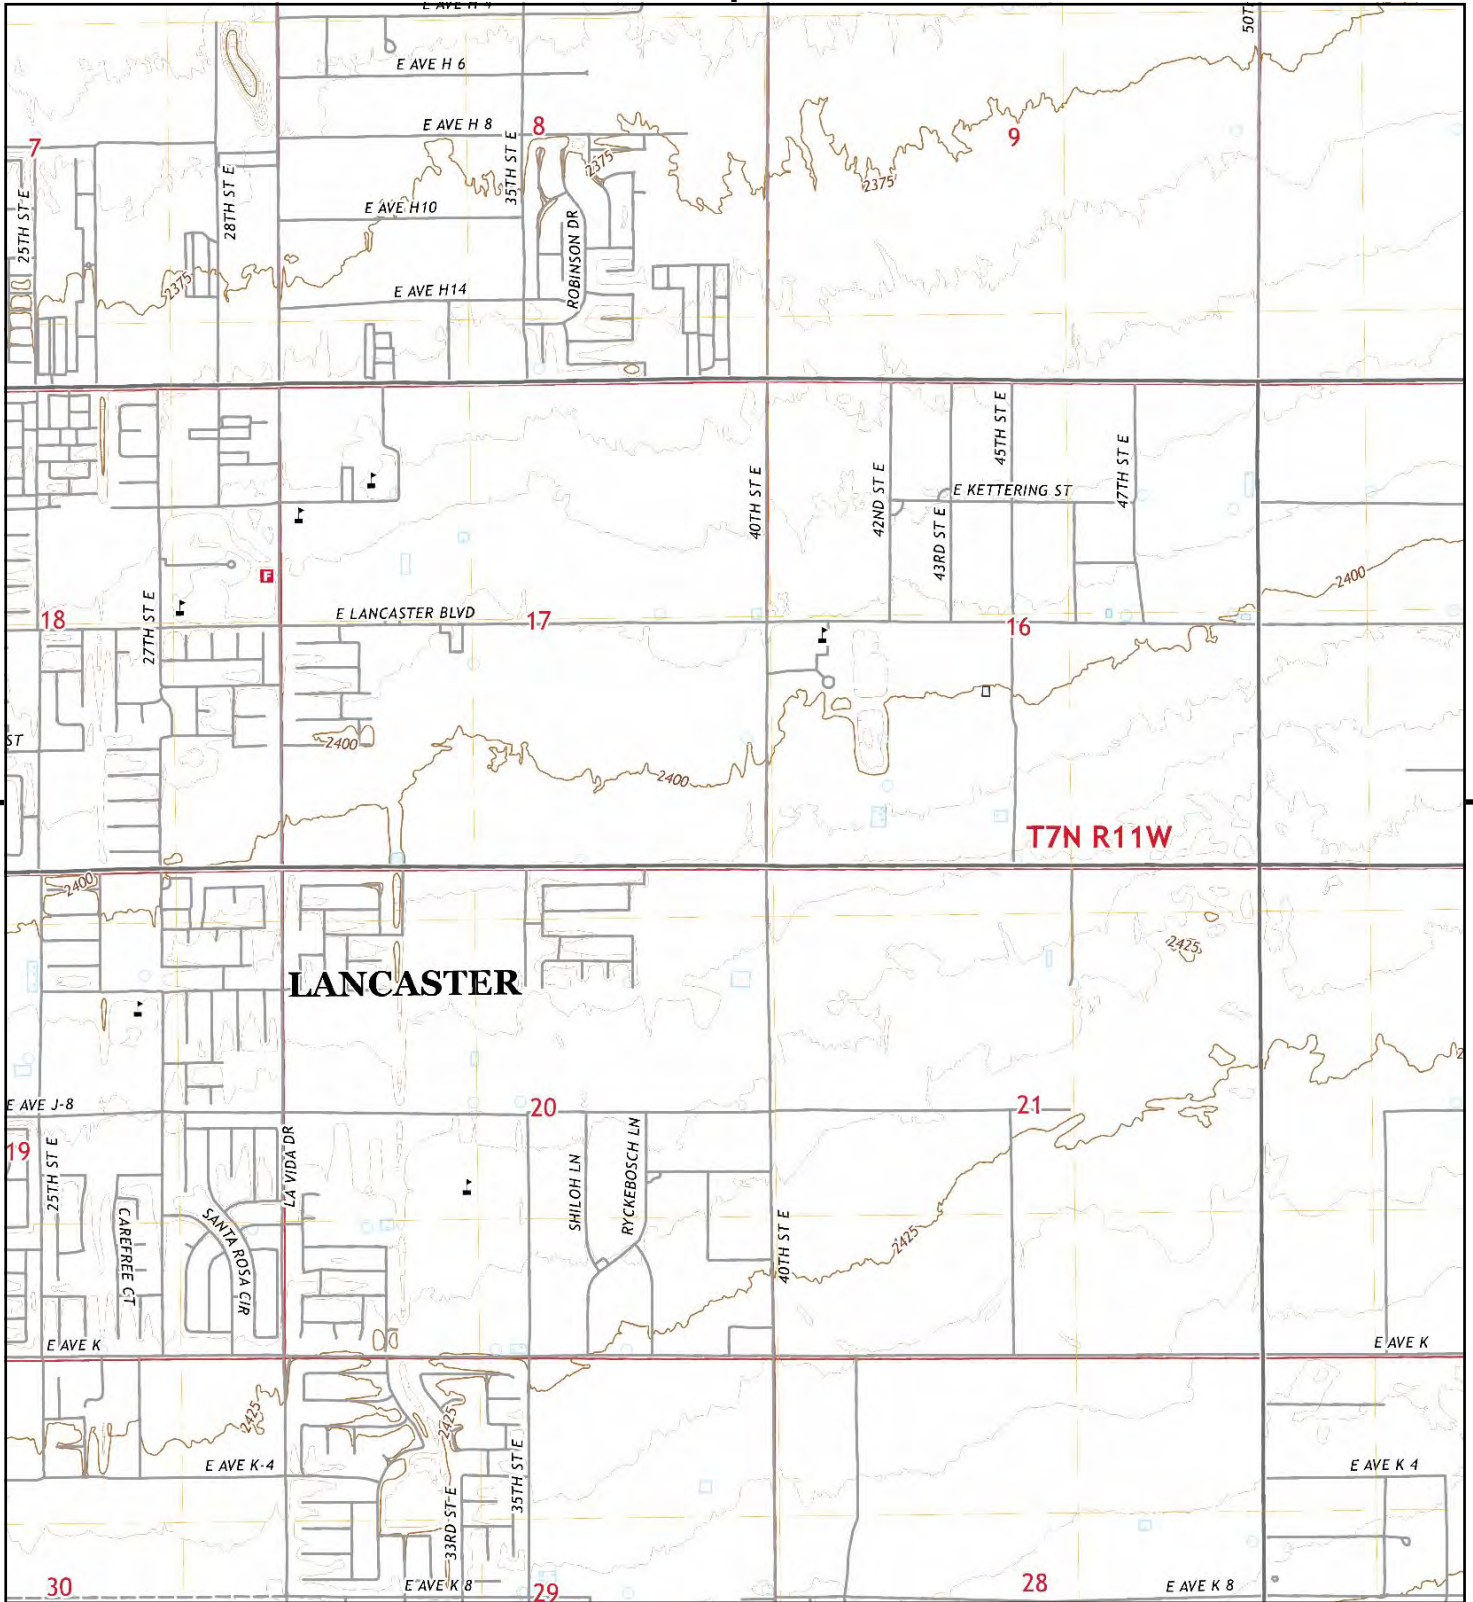 E AVE H 4
50T
E AVE H 6
E AVE H 8
8
9
7
35TH ST E
2375
2375
25TH ST E
28TH ST E
E AVE H10
ROBINSON DR
2375
E AVE H14
40TH ST E
42ND ST E
45TH ST E
47TH ST E
E KETTERING ST
43RD ST E
F
2400
27TH ST E
18
E LANCASTER BLVD
17
16
ST
2400
2400
T7N R11W
2400
2425
LANCASTER
E AVE J-8
20
21
19
25TH ST E
LA VIDA DR
SHILOH LN
RYCKEBOSCH LN
CAREFREE CT
SANTA ROSA CIR
40TH ST E
2425
E AVE K
E AVE K
2425
2425
E AVE K-4
35TH ST E
E AVE K 4
33RD ST E
30
E AVE K 8
29
28
E AVE K 8